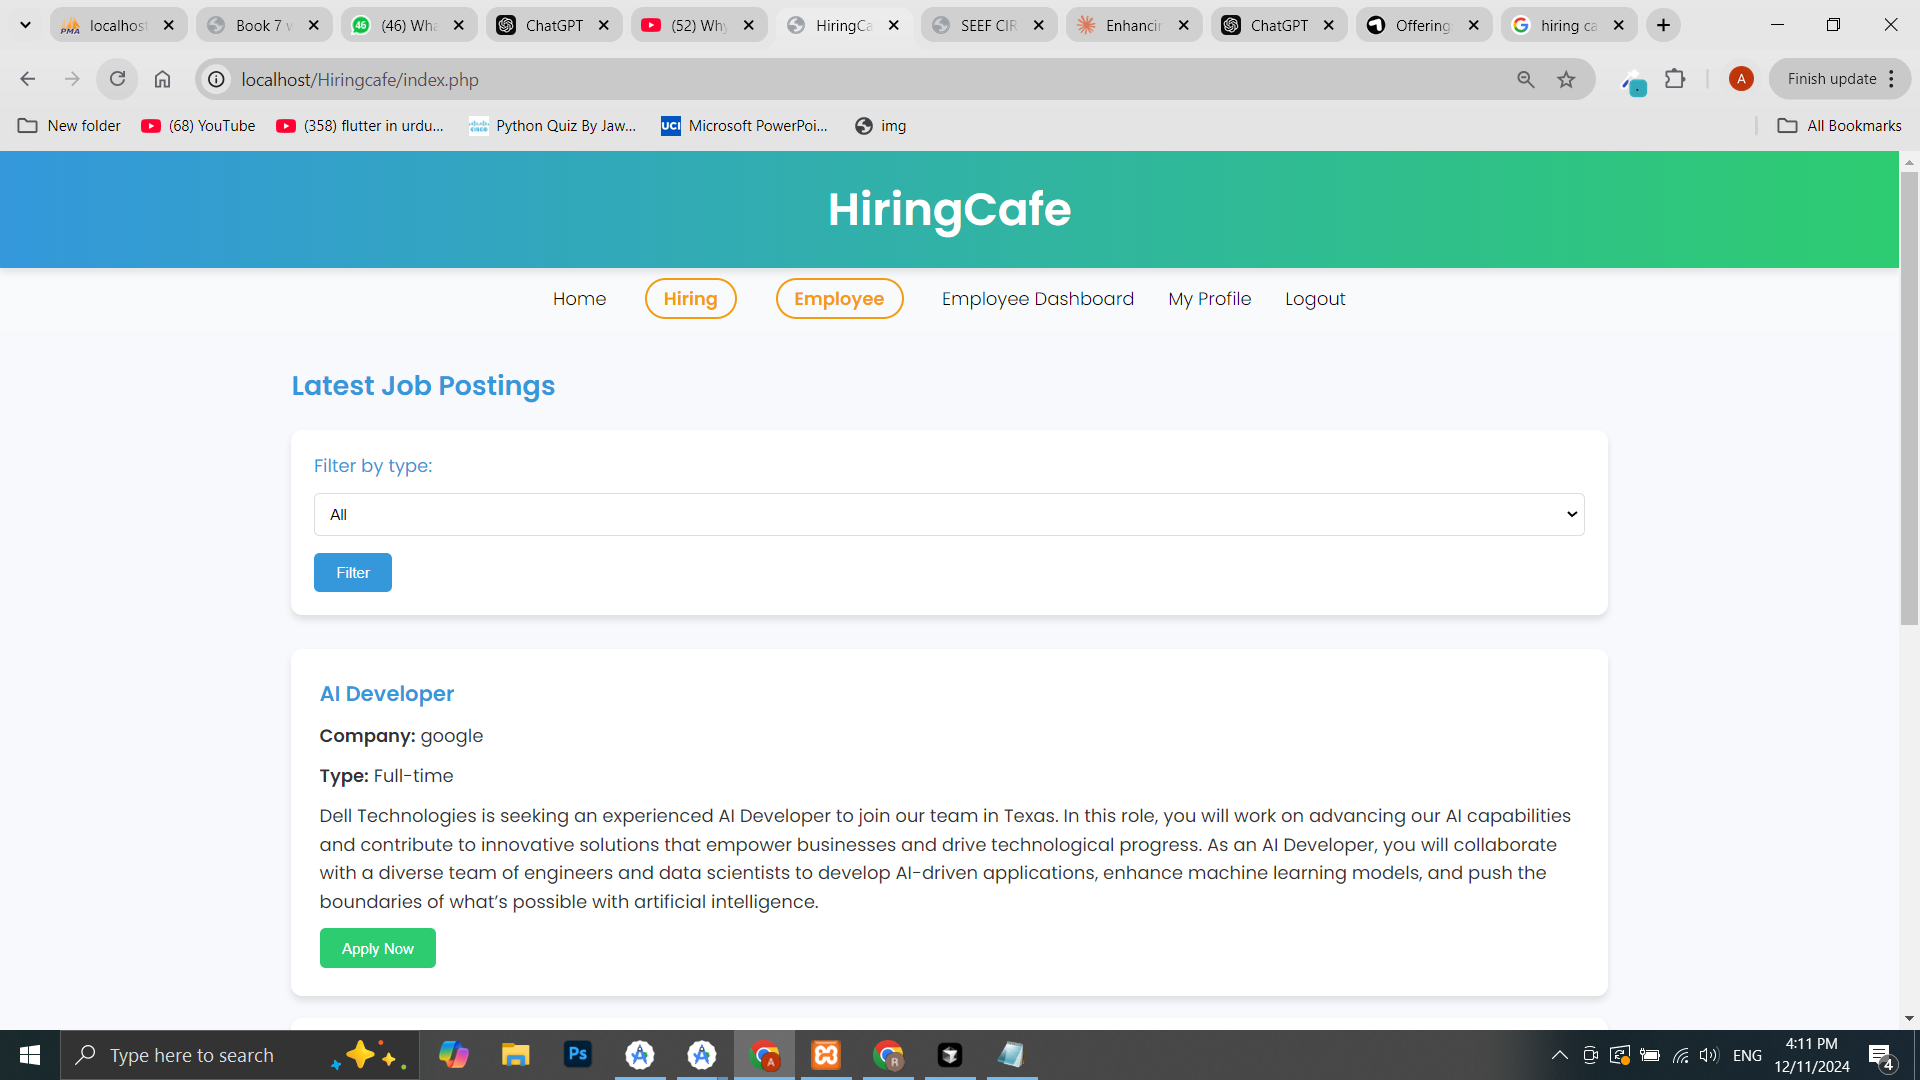 localhost
Book 7 w
(46) Wha
ChatGPT
(52) Why
HiringCa
SEEF CIR
Enhancin
ChatGPT
Offering
hiring ca
localhost/Hiringcafe/index.php
A
Finish update
New folder
(68) YouTube
(358) flutter in urdu...
Python Quiz By Jaw...
UCI
Microsoft PowerPoi...
img
All Bookmarks
HiringCafe
Home
Hiring
Employee
Employee Dashboard
My Profile
Logout
Latest Job Postings
Filter by type:
All
Filter
AI Developer
Company: google
Type: Full-time
Dell Technologies is seeking an experienced AI Developer to join our team in Texas. In this role, you will work on advancing our AI capabilities
and contribute to innovative solutions that empower businesses and drive technological progress. As an AI Developer, you will collaborate
with a diverse team of engineers and data scientists to develop AI-driven applications, enhance machine learning models, and push the
boundaries of what’s possible with artificial intelligence.
Apply Now
Type here to search
Ps
ENG
4:11 PM
12/11/2024
4